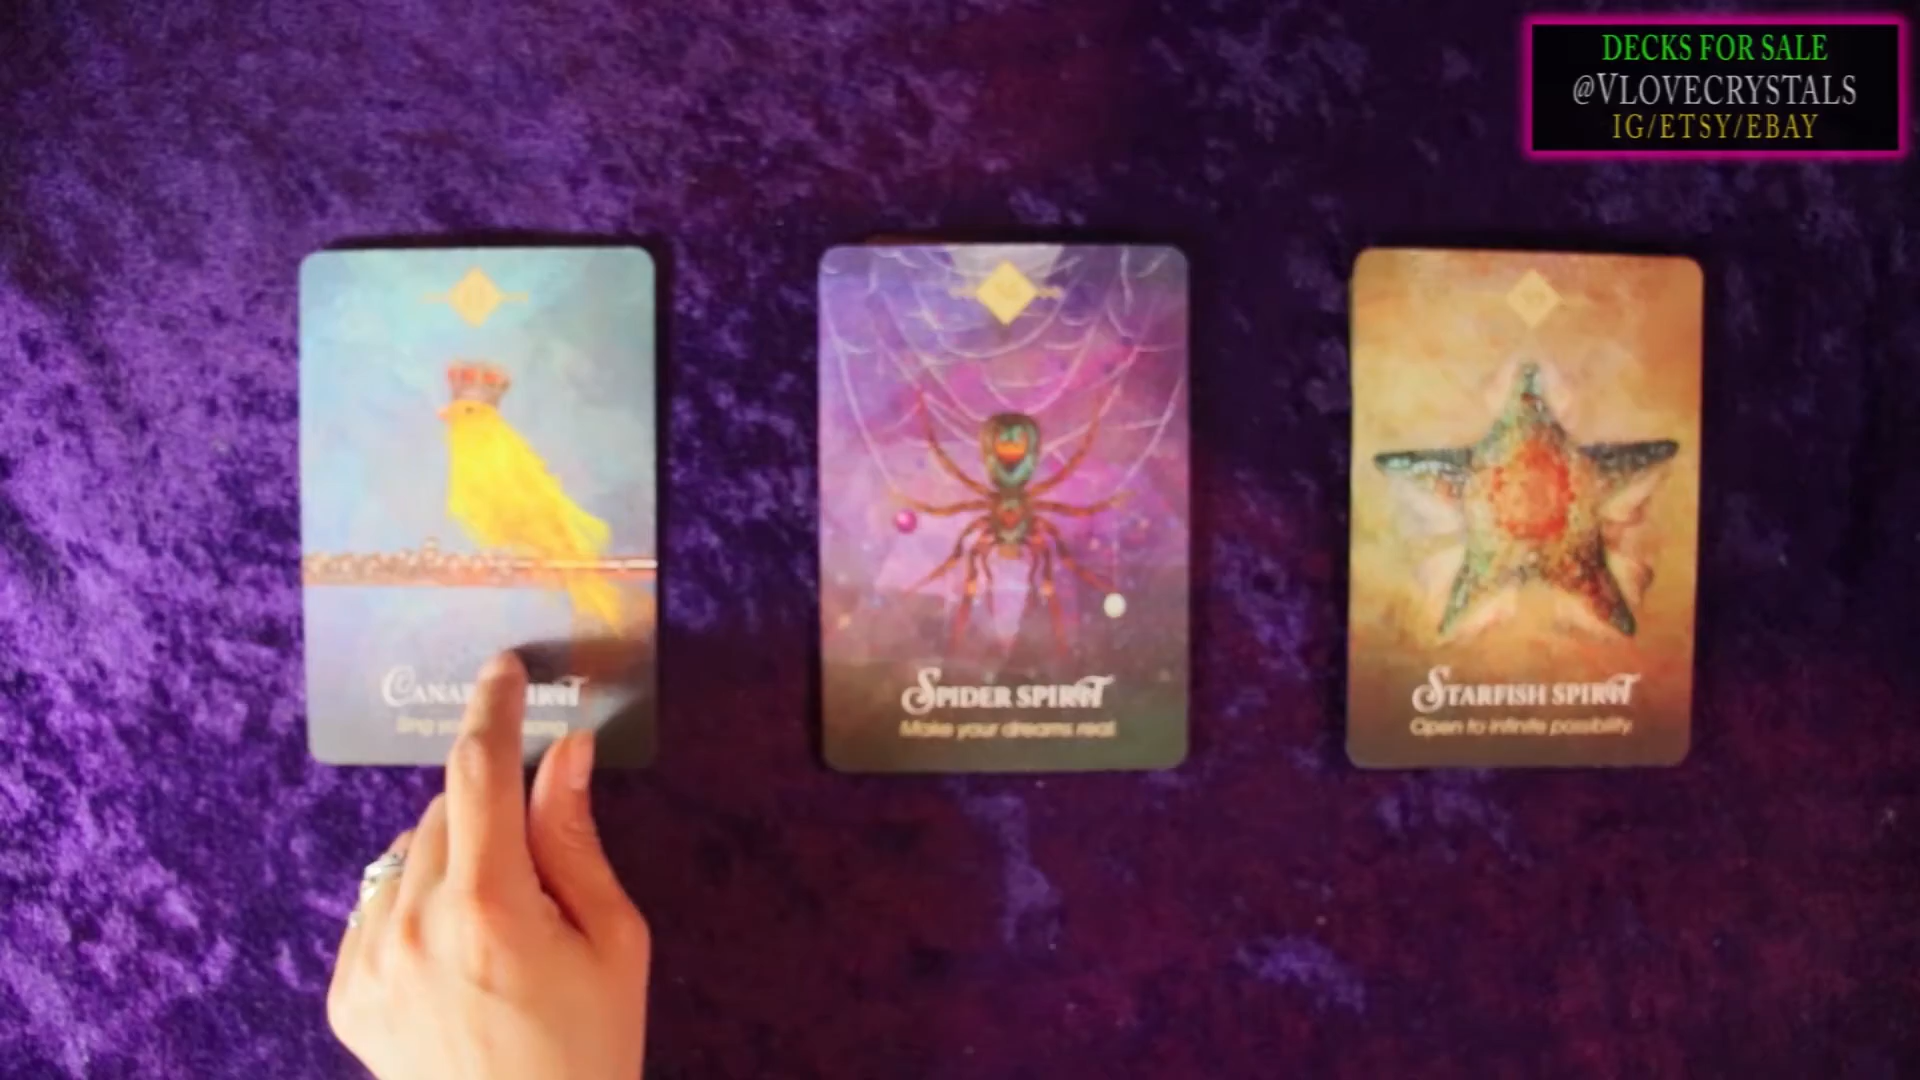 DECKS FOR SALE
@VLOVECRYSTALS
IG/ETSY/EBAY
SPIRIT
SPIDER SPIRIT
STARFISH SPIRIT
Make your dreams real.
Open to infinite possibility.